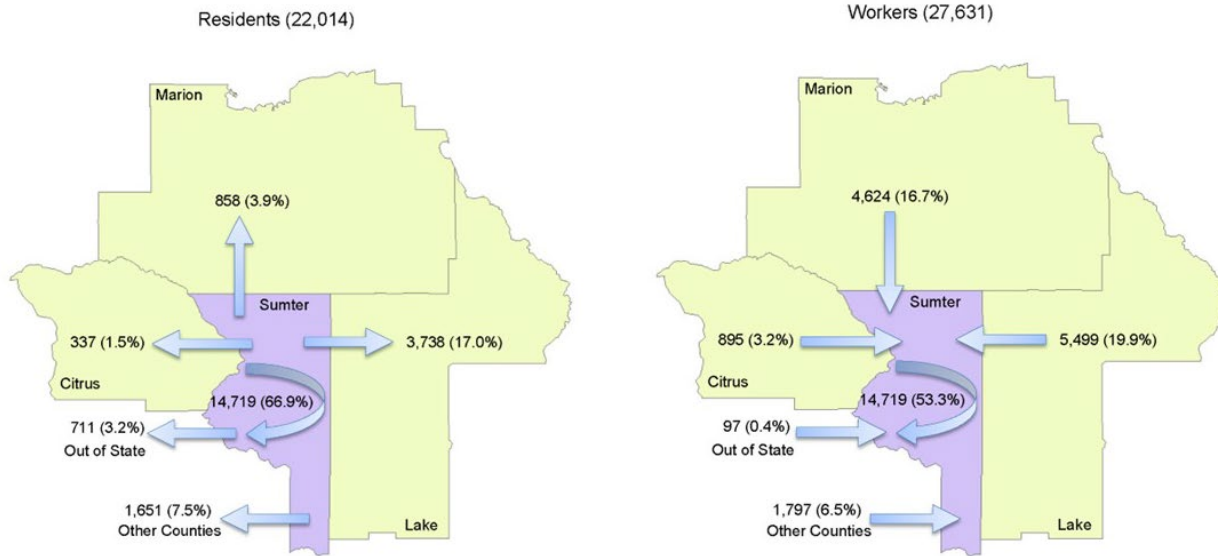 Residents (22,014)
Marion
858 (3.9%)
Sumter
337 (1.5%)
3,738 (17.0%)
Citrus
14,719 (66.9%)
711 (3.2%)
Out of State
1,651 (7.5%)
Other Counties
Lake
Workers (27,631)
Marion
4,624 (16.7%)
Sumter
895 (3.2%)
5,499 (19.9%)
Citrus
14,719 (53.3%)
97 (0.4%)
Out of State
1,797 (6.5%)
Other Counties
Lake